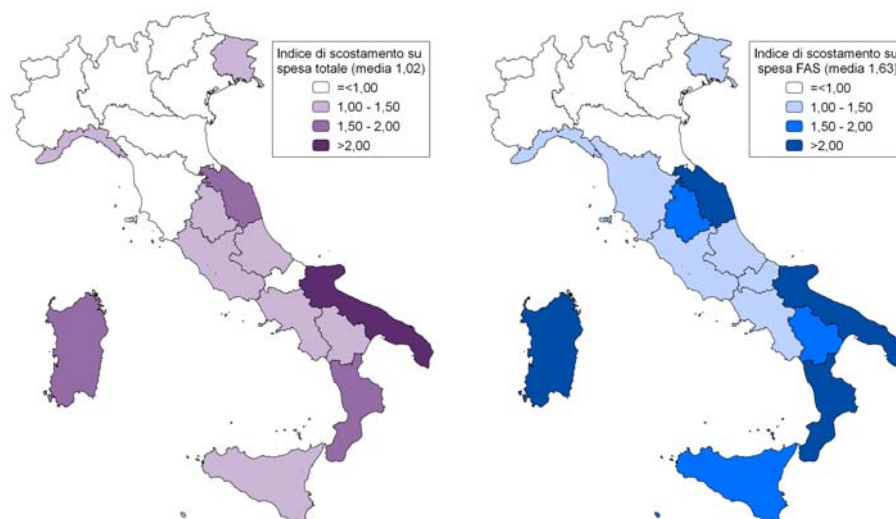 Indice di scostamento su
spesa totale (media 1,02)
=<1,00
1,00 - 1,50
1,50 - 2,00
>2,00
Indice di scostamento su
spesa FAS (media 1,63)
=<1,00
1,00 - 1,50
1,50 - 2,00
>2,00